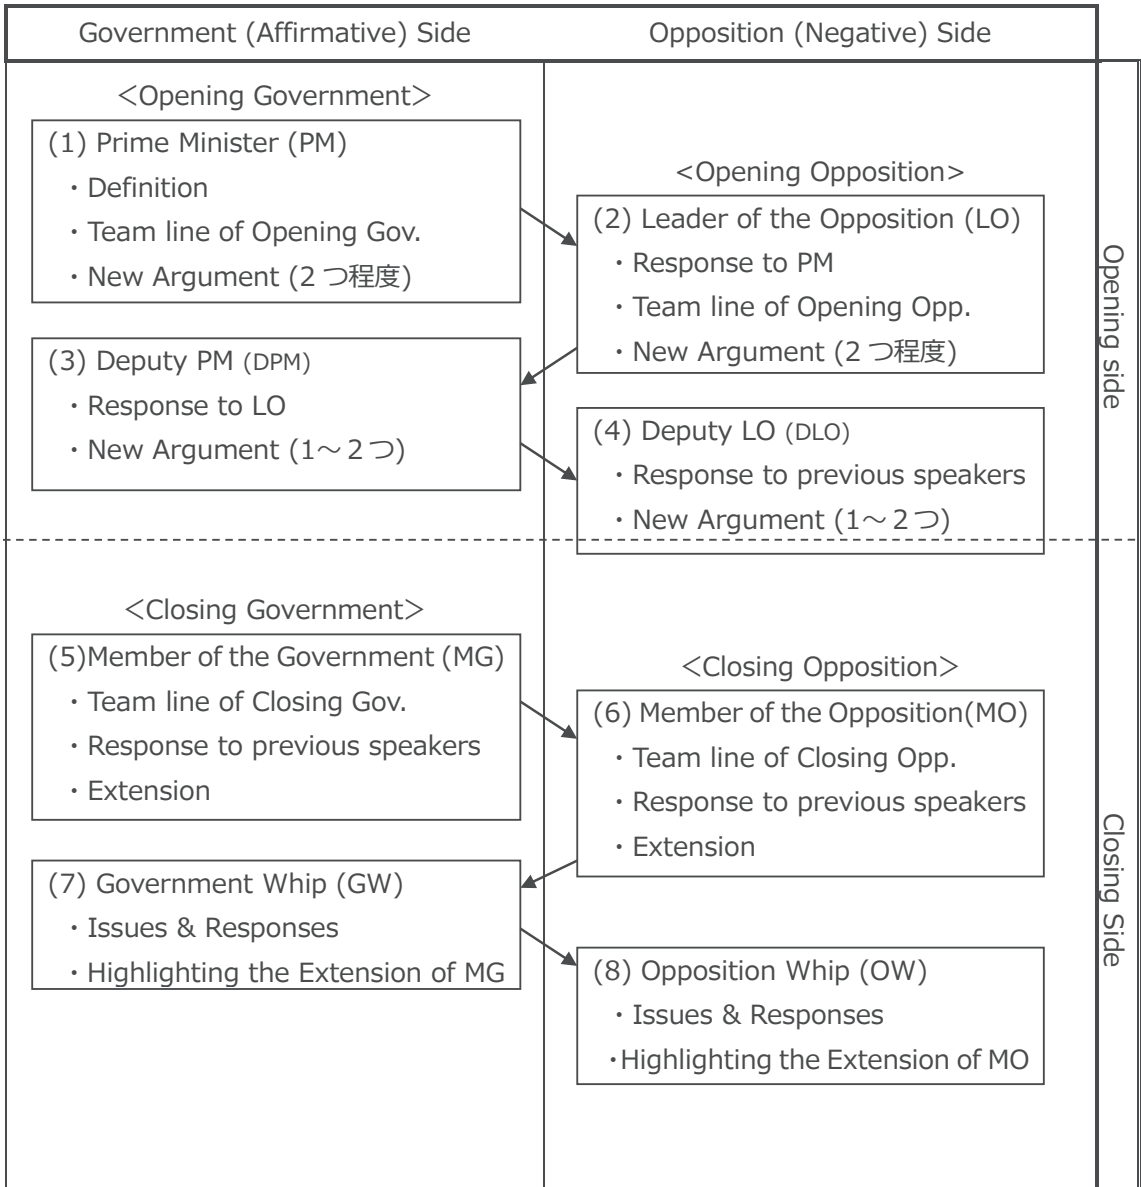 Government (Affirmative) Side
Opposition (Negative) Side
＜Opening Government＞
(1) Prime Minister (PM)
・Definition
・Team line of Opening Gov.
・New Argument (2 つ程度)
<Opening Opposition>
(2) Leader of the Opposition (LO)
・Response to PM
・Team line of Opening Opp.
・New Argument (2 つ程度)
(3) Deputy PM (DPM)
・Response to LO
・New Argument (1～2 つ)
(4) Deputy LO (DLO)
・Response to previous speakers
・New Argument (1～2 つ)
Opening side
＜Closing Government＞
(5)Member of the Government (MG)
・Team line of Closing Gov.
・Response to previous speakers
・Extension
＜Closing Opposition＞
(6) Member of the Opposition(MO)
・Team line of Closing Opp.
・Response to previous speakers
・Extension
(7) Government Whip (GW)
・Issues & Responses
・Highlighting the Extension of MG
(8) Opposition Whip (OW)
・Issues & Responses
・Highlighting the Extension of MO
Closing Side